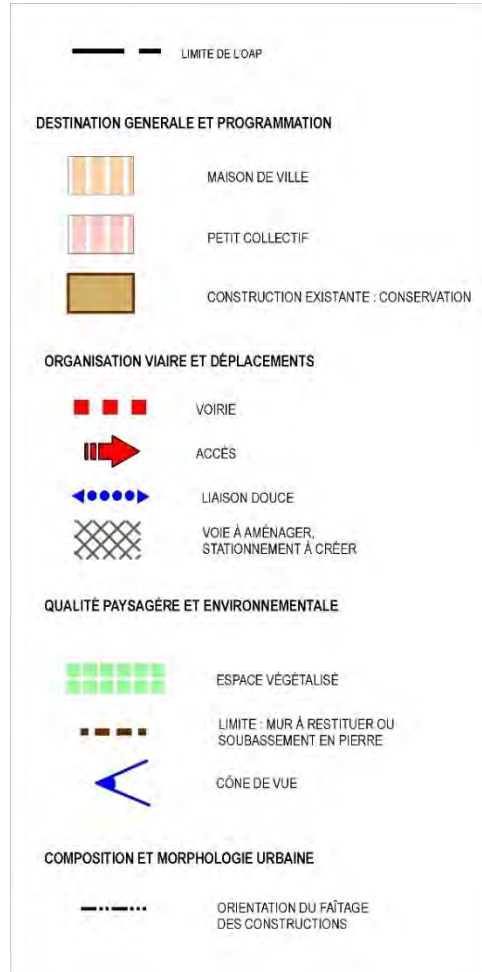 LIMITE DE L'OAP
DESTINATION GENERALE ET PROGRAMMATION
MAISON DE VILLE
PETIT COLLECTIF
CONSTRUCTION EXISTANTE : CONSERVATION
ORGANISATION VIAIRE ET DÉPLACEMENTS
VOIRIE
ACCÈS
LIAISON DOUCE
VOIE À AMÉNAGER,
STATIONNEMENT À CRÉER
QUALITÉ PAYSAGÈRE ET ENVIRONNEMENTALE
ESPACE VÉGÉTALISÉ
LIMITE : MUR À RESTITUER OU
SOUBASSEMENT EN PIERRE
CÔNE DE VUE
COMPOSITION ET MORPHOLOGIE URBAINE
ORIENTATION DU FAÎTAGE
DES CONSTRUCTIONS